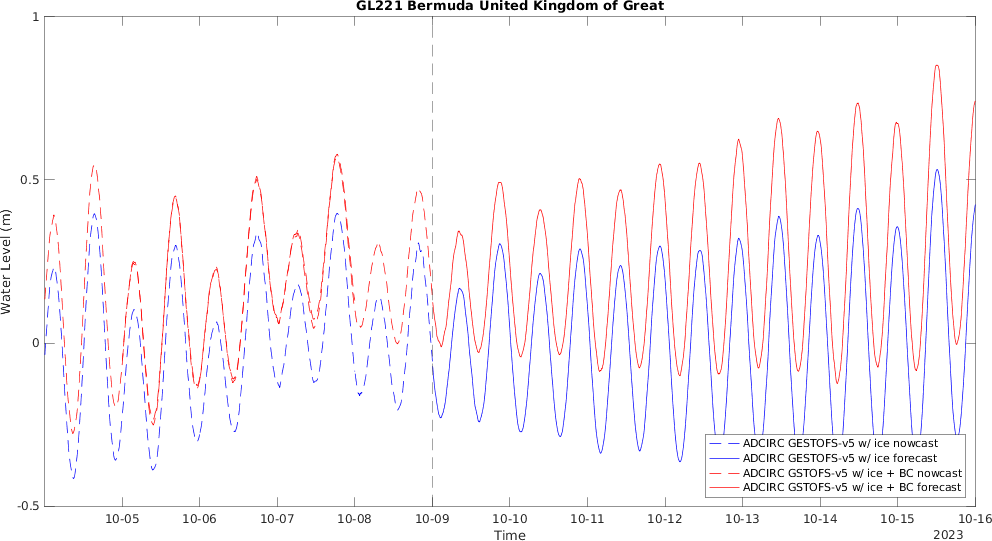 GL221 Bermuda United Kingdom of Great
Water Level (m)
1
0.5
0
-0.5
10-05 10-06 10-07 10-08 10-09 10-10 10-11 10-12 10-13 10-14 10-15 10-16
Time
2023
ADCIRC GESTOFS-v5 w/ ice nowcast
ADCIRC GESTOFS-v5 w/ ice forecast
ADCIRC GSTOFS-v5 w/ ice + BC nowcast
ADCIRC GSTOFS-v5 w/ ice + BC forecast